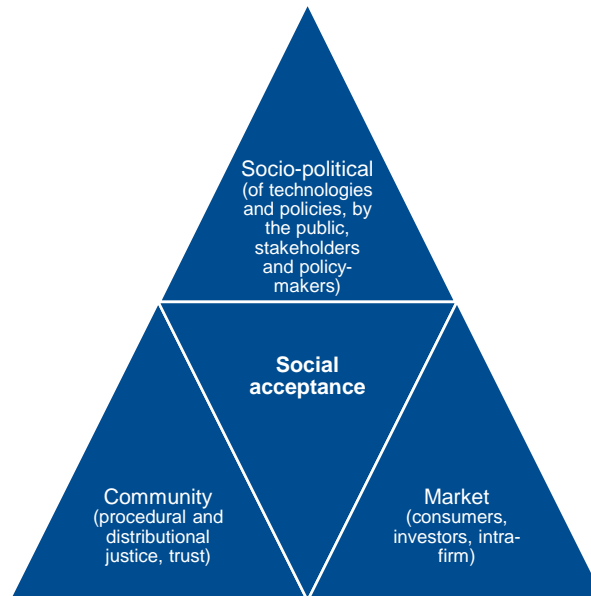 Socio-political
(of technologies
and policies, by
the public,
stakeholders
and policy-
makers)
Social
acceptance
Community
(procedural and
distributional
justice, trust)
Market
(consumers,
investors, intra-
firm)